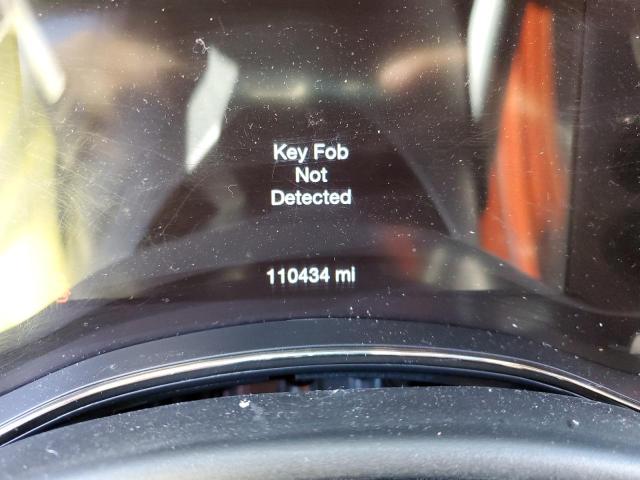 Key Fob
Not
Detected
110434 mi